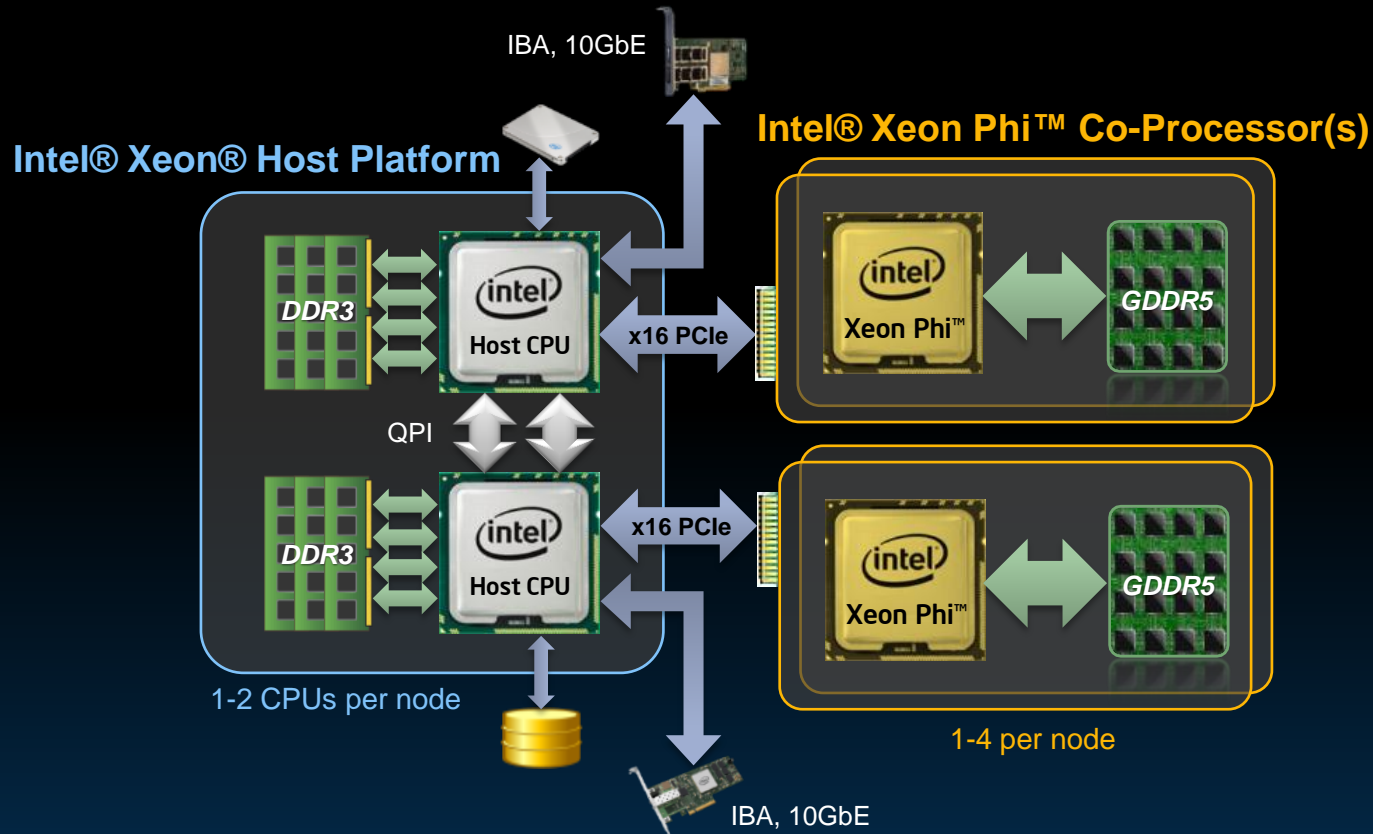 IBA, 10GbE
Intel® Xeon Phi™ Co-Processor(s)
Intel® Xeon® Host Platform
DDR3
intel
Host CPU
x16 PCIe
intel
Xeon Phi™
GDDR5
QPI
DDR3
intel
Host CPU
x16 PCIe
intel
Xeon Phi™
GDDR5
1-2 CPUs per node
1-4 per node
IBA, 10GbE